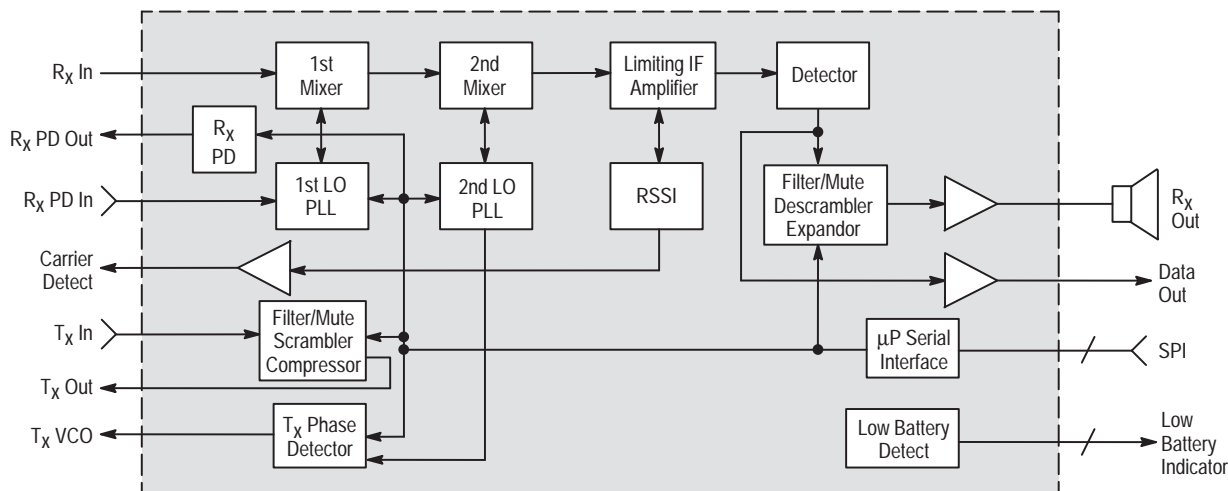 Rx In
1st
Mixer
2nd
Mixer
Limiting IF
Amplifier
Detector
Rx PD Out
Rx
PD
Rx PD In
1st LO
PLL
2nd LO
PLL
RSSI
Filter/Mute
Descrambler
Expandor
Rx
Out
Carrier
Detect
Data
Out
Tx In
Filter/Mute
Scrambler
Compressor
µP Serial
Interface
SPI
Tx Out
Tx VCO
Tx Phase
Detector
Low Battery
Detect
Low
Battery
Indicator